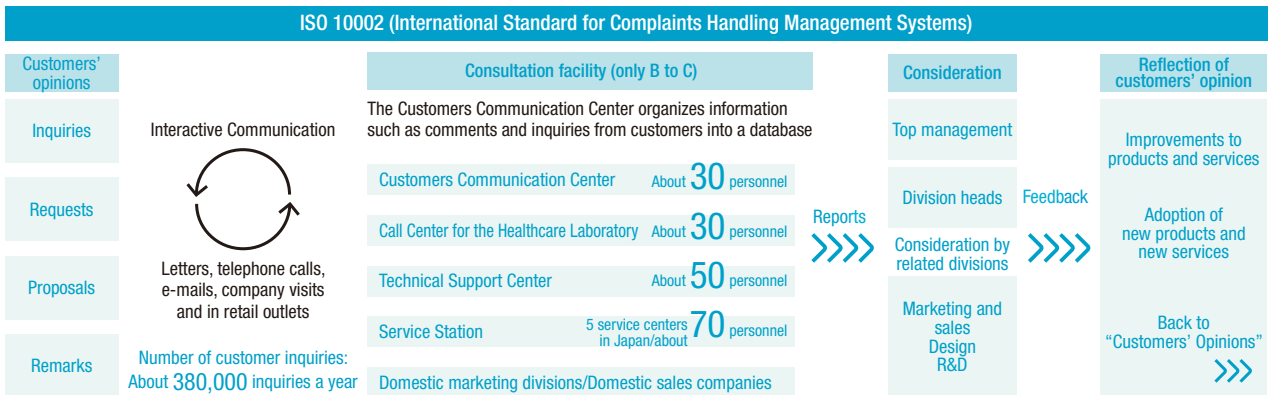 ISO 10002 (International Standard for Complaints Handling Management Systems)
Customers'
opinions
Inquiries
Requests
Proposals
Remarks
Interactive Communication
Letters, telephone calls,
e-mails, company visits
and in retail outlets
Number of customer inquiries:
About 380,000 inquiries a year
Consultation facility (only B to C)
The Customers Communication Center organizes information
such as comments and inquiries from customers into a database
Customers Communication Center About 30 personnel
Call Center for the Healthcare Laboratory About 30 personnel
Technical Support Center About 50 personnel
Service Station 5 service centers
in Japan/about 70 personnel
Domestic marketing divisions/Domestic sales companies
Reports
Consideration
Top management
Division heads
Consideration by
related divisions
Marketing and
sales
Design
R&D
Feedback
Reflection of
customers' opinion
Improvements to
products and services
Adoption of
new products and
new services
Back to
"Customers' Opinions"